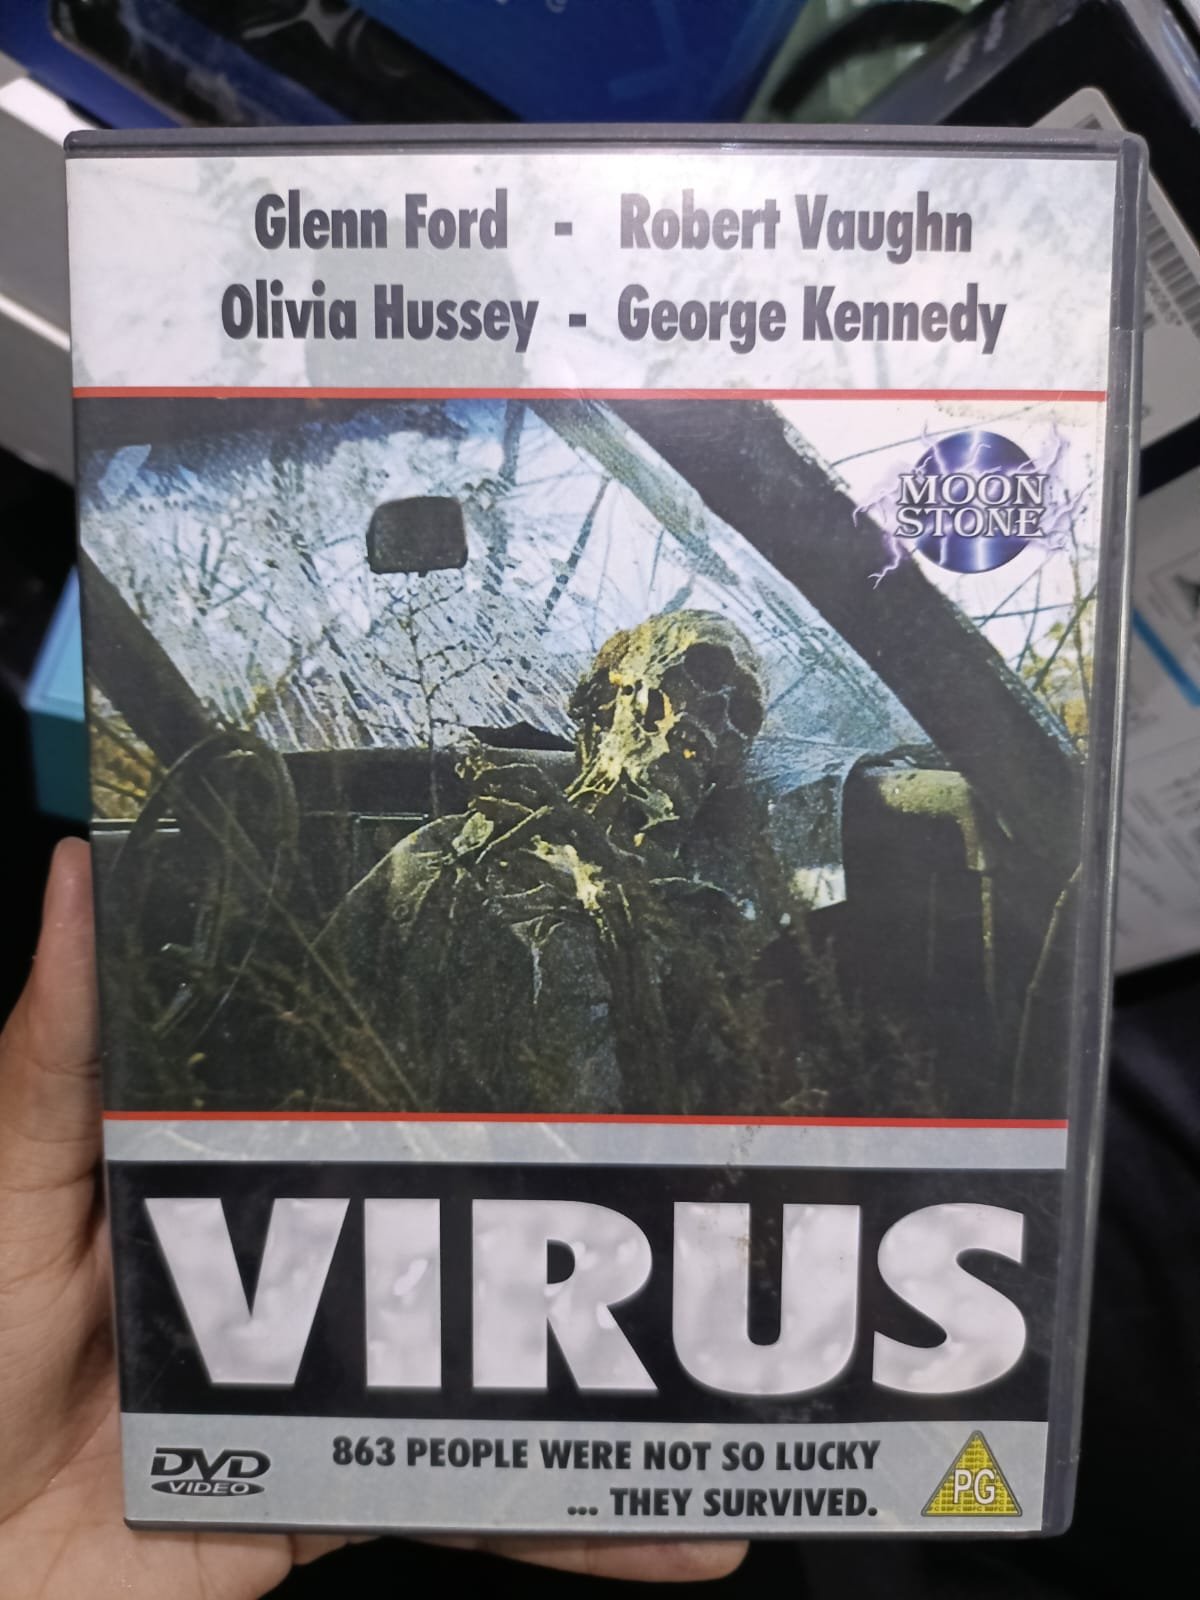 Glenn Ford - Robert Vaughn
Olivia Hussey - George Kennedy
MOON
STONE
VIRUS
DVD
VIDEO
863 PEOPLE WERE NOT SO LUCKY
... THEY SURVIVED.
PG